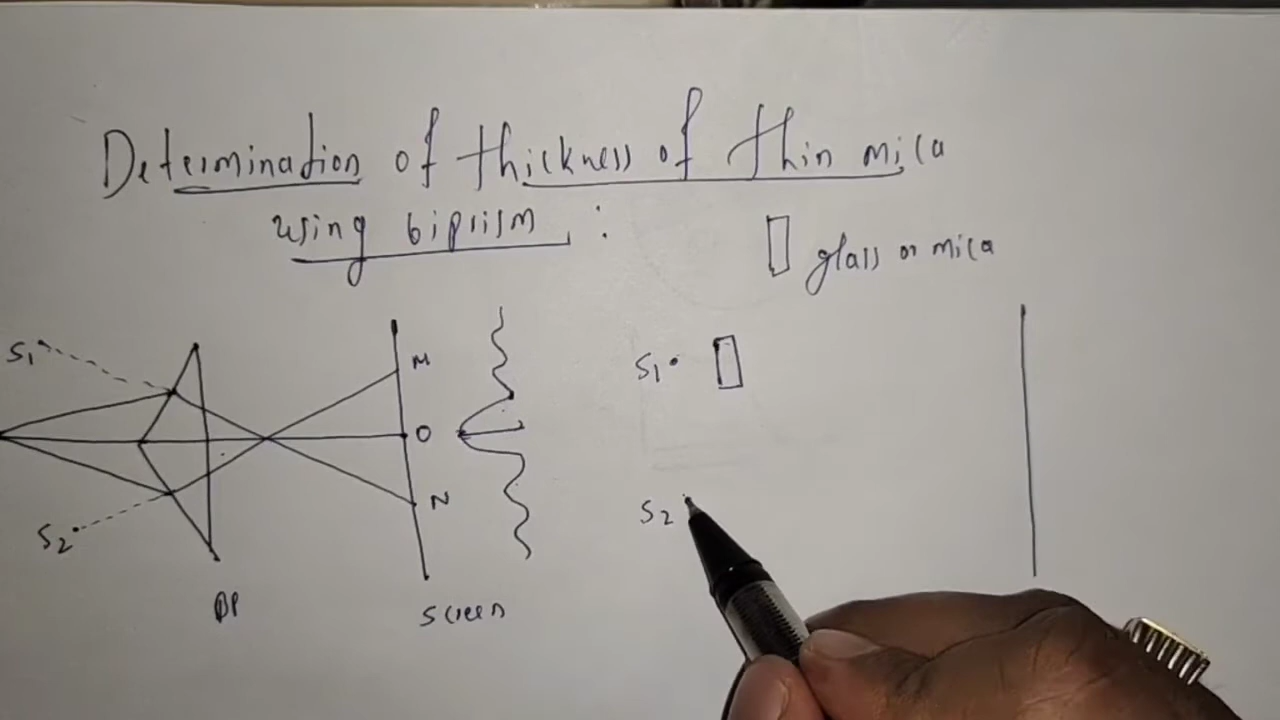 Determination of thickness of thin mica
using biprism :
glass or mica
S1
M
S1
O
N
S2
S2
BP
screen